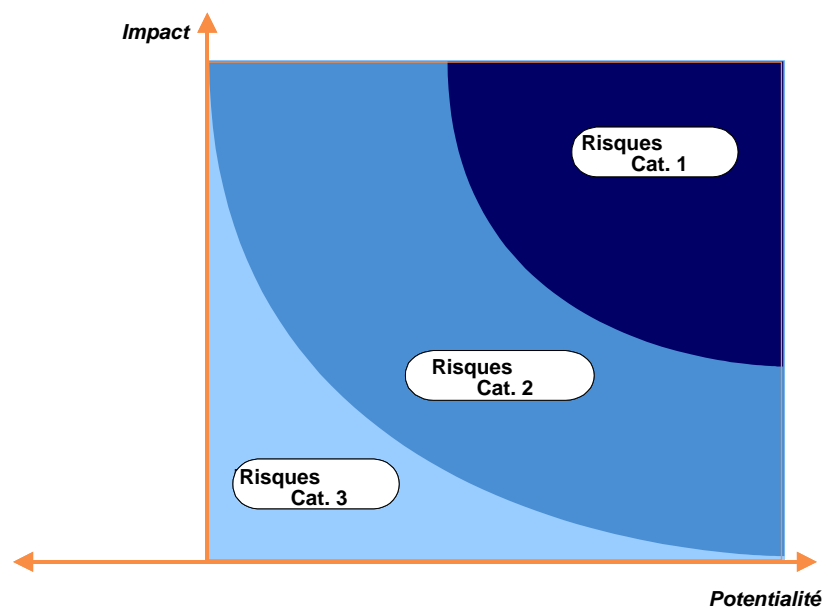 Impact
Risques
Cat. 1
Risques
Cat. 2
Risques
Cat. 3
Potentialité